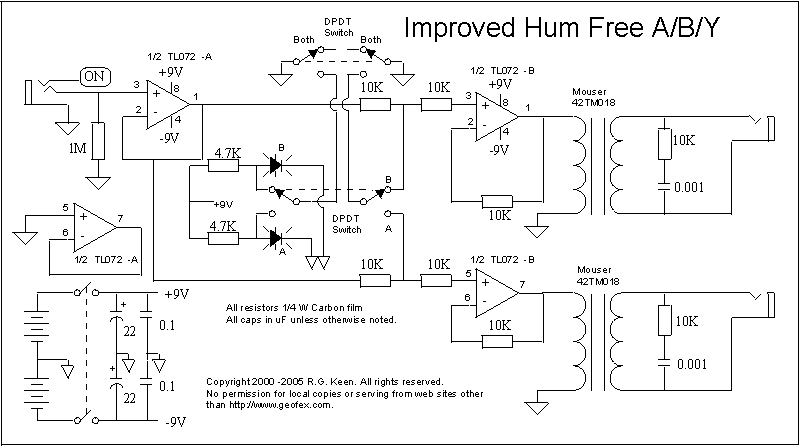 Improved Hum Free A/B/Y
DPDT
Switch
Both
Both
1/2 TL072 -A
+9V
ON
3
8
1
2
4
-9V
1M
10K
10K
1/2 TL072 -B
+9V
3
8
1
2
4
-9V
10K
Mouser
42TM018
10K
0.001
4.7K
B
+9V
4.7K
A
B
DPDT
Switch
A
5
7
6
1/2 TL072 -A
10K
10K
1/2 TL072 -B
5
7
6
10K
Mouser
42TM018
10K
0.001
+9V
+
22
0.1
+
22
0.1
-9V
All resistors 1/4 W Carbon film
All caps in uF unless otherwise noted.
Copyright 2000 -2005 R.G. Keen. All rights reserved.
No permission for local copies or serving from web sites other
than http://www.geofex.com.